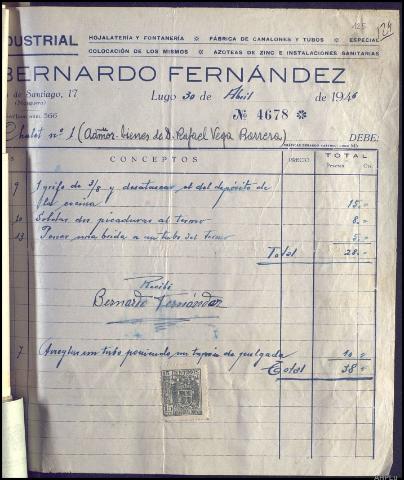 125
24
DUSTRIAL HOJALATERÍA Y FONTANERÍA ※ FÁBRICA DE CANALONES Y TUBOS ※ ESPECIAL
COLOCACIÓN DE LOS MISMOS ※ AZOTEAS DE ZINC E INSTALACIONES SANITARIAS
BERNARDO FERNÁNDEZ
de Santiago, 17
Lugo 30 de Abril de 1946
566
Nº 4678 ※
Chalet nº 1 (Admor. bienes de D. Rafael Vega Barrera) DEBE:
CONCEPTOS PRECIO TOTAL
Pesetas Cts.
9 1 grifo de 3/8 y desatascar el del depósito de
la cocina 15.-
10 Soldar dos picaduras al termo 8.-
13 Poner una brida a un tubo del termo 5.-
Total 28.-
Recibí
Bernardo Fernández
7 Arreglar un tubo poniendo un tapón de pulgada 10.-
Total 38.-